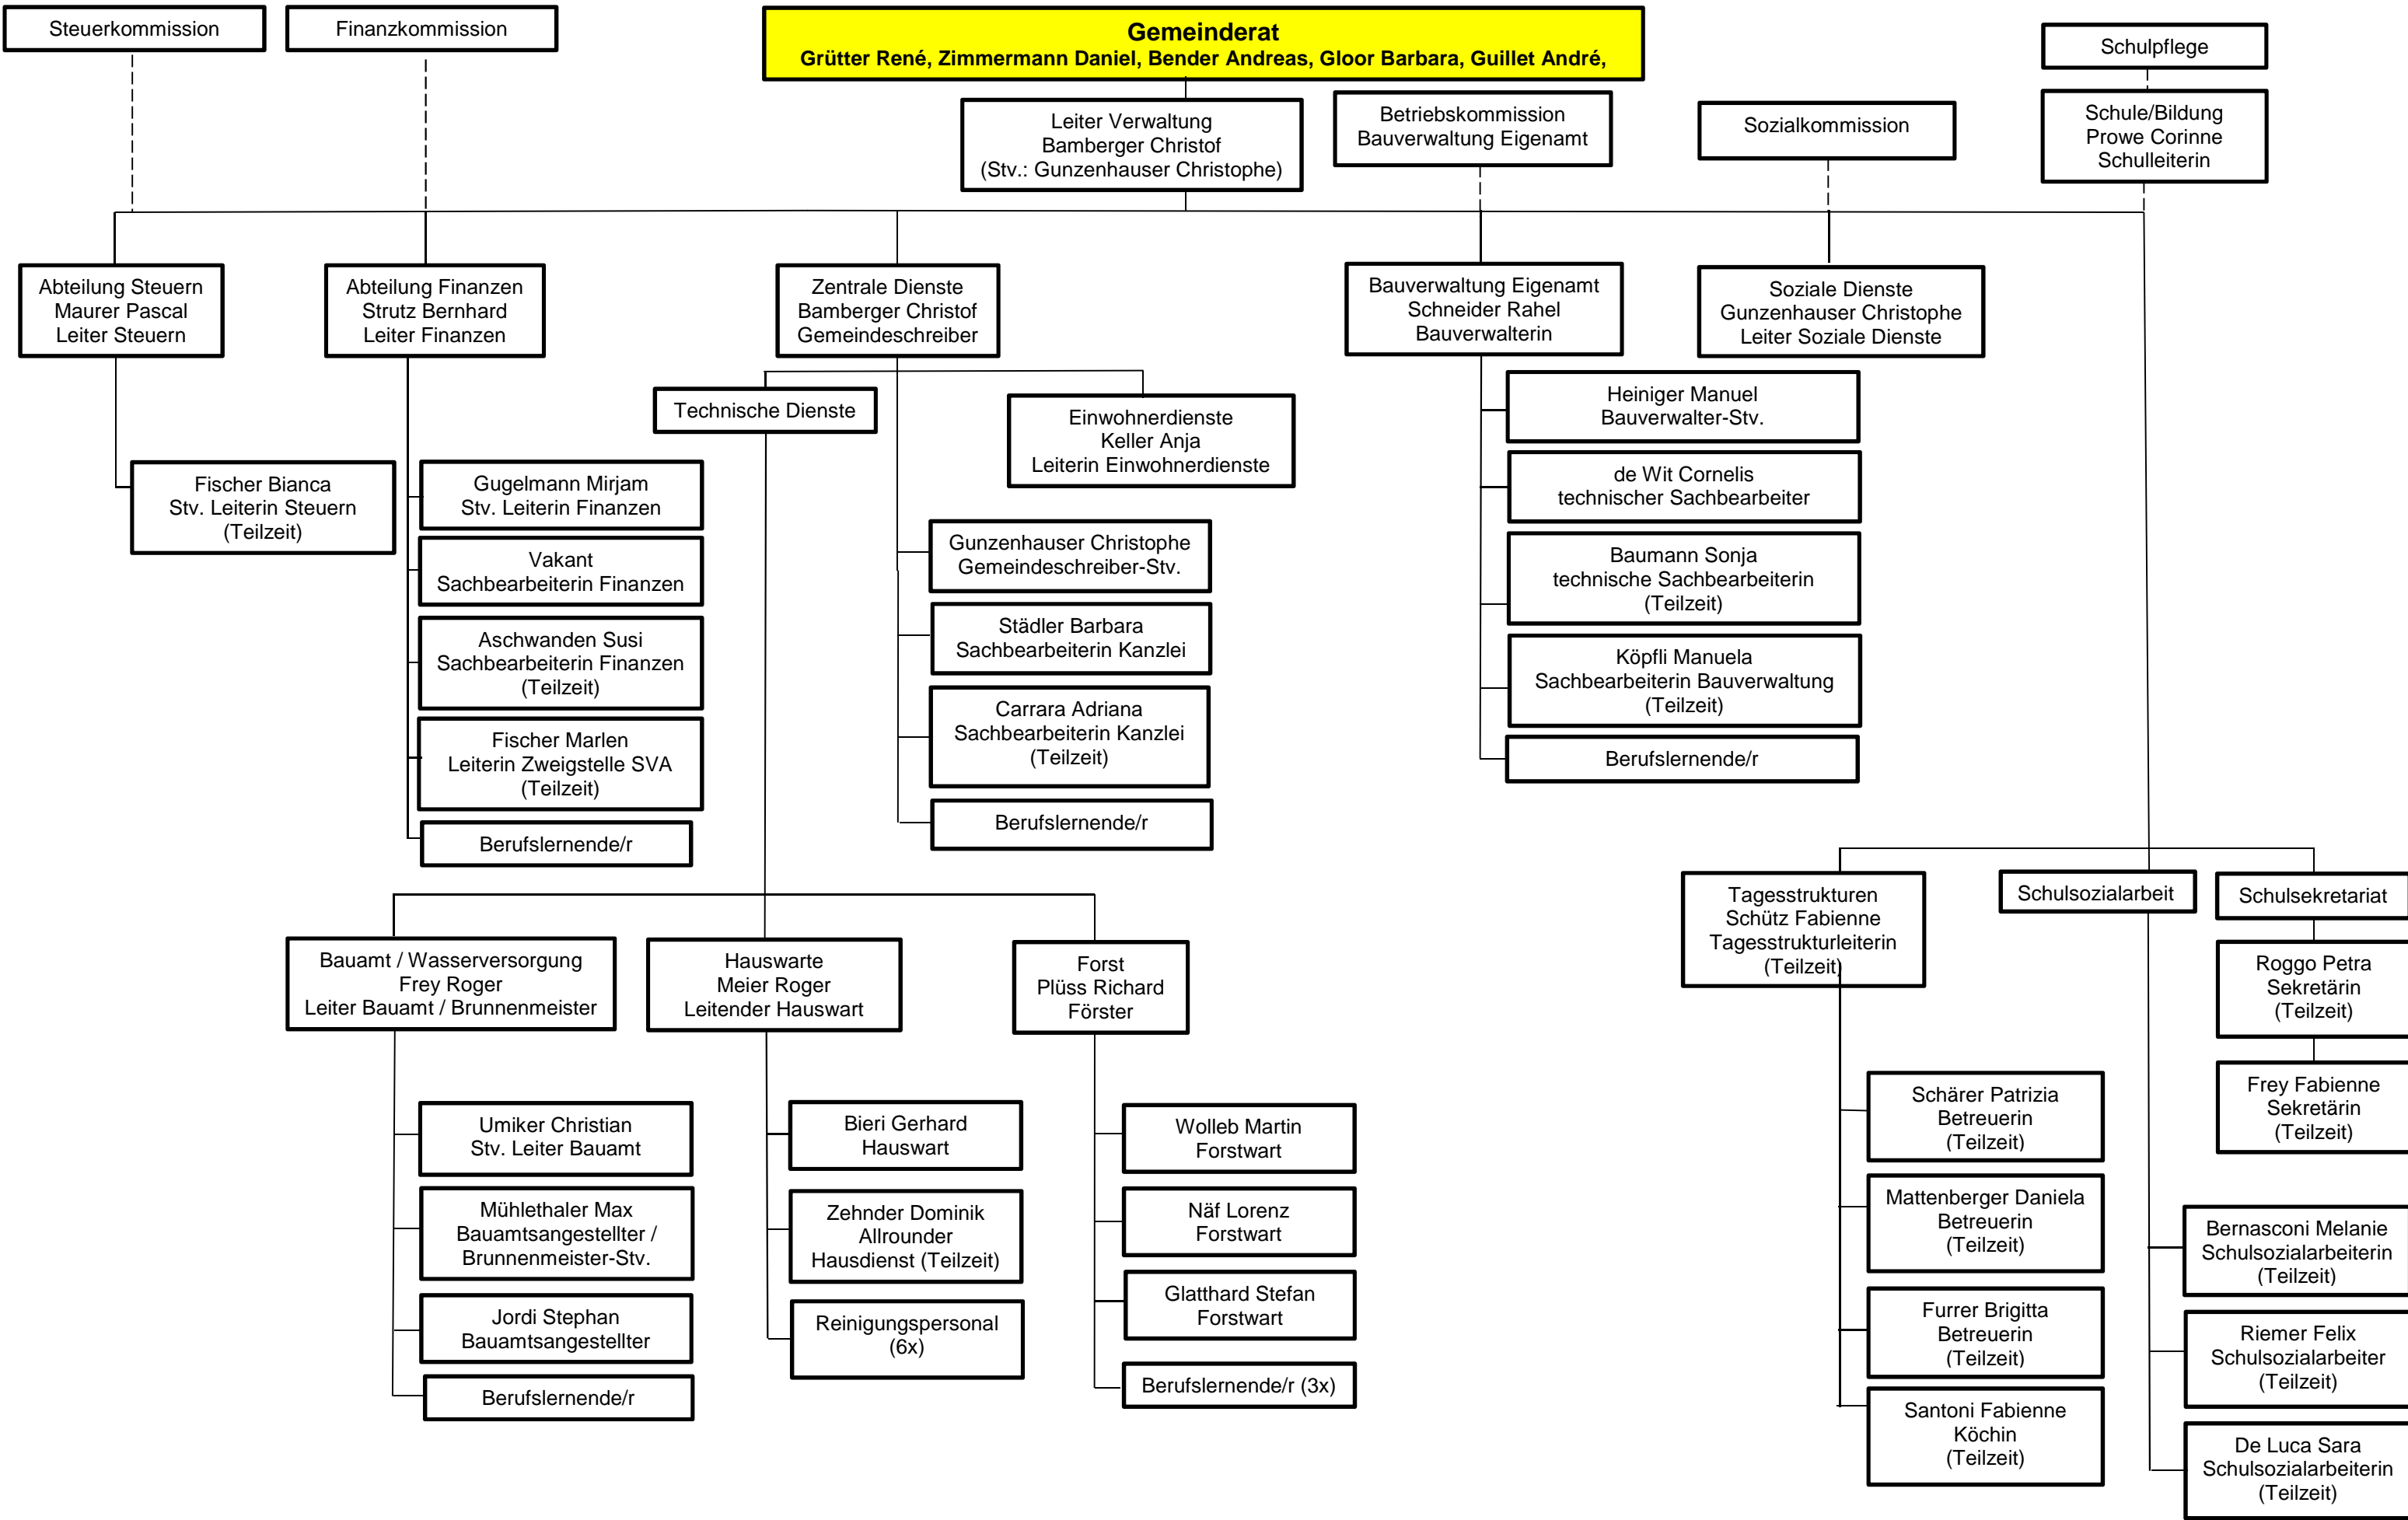 Steuerkommission
Finanzkommission
Gemeinderat
Grütter René, Zimmermann Daniel, Bender Andreas, Gloor Barbara, Guillet André,
Schulpflege
Leiter Verwaltung
Bamberger Christof
(Stv.: Gunzenhauser Christophe)
Betriebskommission
Bauverwaltung Eigenamt
Sozialkommission
Schule/Bildung
Prowe Corinne
Schulleiterin
Abteilung Steuern
Maurer Pascal
Leiter Steuern
Abteilung Finanzen
Strutz Bernhard
Leiter Finanzen
Zentrale Dienste
Bamberger Christof
Gemeindeschreiber
Bauverwaltung Eigenamt
Schneider Rahel
Bauverwalterin
Soziale Dienste
Gunzenhauser Christophe
Leiter Soziale Dienste
Technische Dienste
Einwohnerdienste
Keller Anja
Leiterin Einwohnerdienste
Heiniger Manuel
Bauverwalter-Stv.
de Wit Cornelis
technischer Sachbearbeiter
Baumann Sonja
technische Sachbearbeiterin
(Teilzeit)
Köpfli Manuela
Sachbearbeiterin Bauverwaltung
(Teilzeit)
Berufslernende/r
Fischer Bianca
Stv. Leiterin Steuern
(Teilzeit)
Gugelmann Mirjam
Stv. Leiterin Finanzen
Vakant
Sachbearbeiterin Finanzen
Aschwanden Susi
Sachbearbeiterin Finanzen
(Teilzeit)
Fischer Marlen
Leiterin Zweigstelle SVA
(Teilzeit)
Berufslernende/r
Gunzenhauser Christophe
Gemeindeschreiber-Stv.
Städler Barbara
Sachbearbeiterin Kanzlei
Carrara Adriana
Sachbearbeiterin Kanzlei
(Teilzeit)
Berufslernende/r
Tagesstrukturen
Schütz Fabienne
Tagesstrukturleiterin
(Teilzeit)
Schulsozialarbeit
Schulsekretariat
Roggo Petra
Sekretärin
(Teilzeit)
Frey Fabienne
Sekretärin
(Teilzeit)
Bauamt / Wasserversorgung
Frey Roger
Leiter Bauamt / Brunnenmeister
Hauswarte
Meier Roger
Leitender Hauswart
Forst
Plüss Richard
Förster
Umiker Christian
Stv. Leiter Bauamt
Mühlethaler Max
Bauamtsangestellter /
Brunnenmeister-Stv.
Jordi Stephan
Bauamtsangestellter
Berufslernende/r
Bieri Gerhard
Hauswart
Zehnder Dominik
Allrounder
Hausdienst (Teilzeit)
Reinigungspersonal
(6x)
Wolleb Martin
Forstwart
Näf Lorenz
Forstwart
Glatthard Stefan
Forstwart
Berufslernende/r (3x)
Schärer Patrizia
Betreuerin
(Teilzeit)
Mattenberger Daniela
Betreuerin
(Teilzeit)
Furrer Brigitta
Betreuerin
(Teilzeit)
Santoni Fabienne
Köchin
(Teilzeit)
Bernasconi Melanie
Schulsozialarbeiterin
(Teilzeit)
Riemer Felix
Schulsozialarbeiter
(Teilzeit)
De Luca Sara
Schulsozialarbeiterin
(Teilzeit)